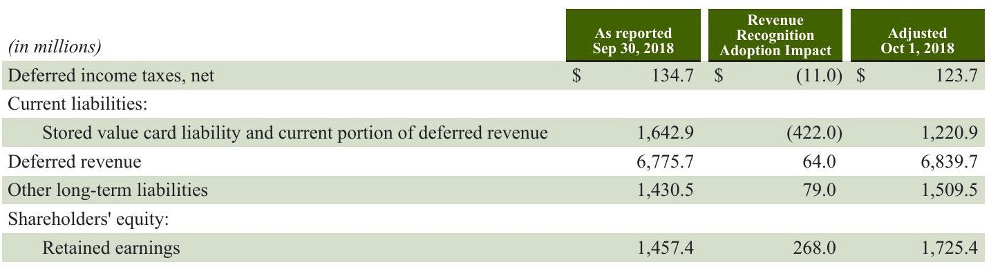 (in millions) As reported Sep 30, 2018 Revenue Recognition Adoption Impact Adjusted Oct 1, 2018
Deferred income taxes, net $ 134.7 $ (11.0) $ 123.7
Current liabilities:
Stored value card liability and current portion of deferred revenue 1,642.9 (422.0) 1,220.9
Deferred revenue 6,775.7 64.0 6,839.7
Other long-term liabilities 1,430.5 79.0 1,509.5
Shareholders' equity:
Retained earnings 1,457.4 268.0 1,725.4